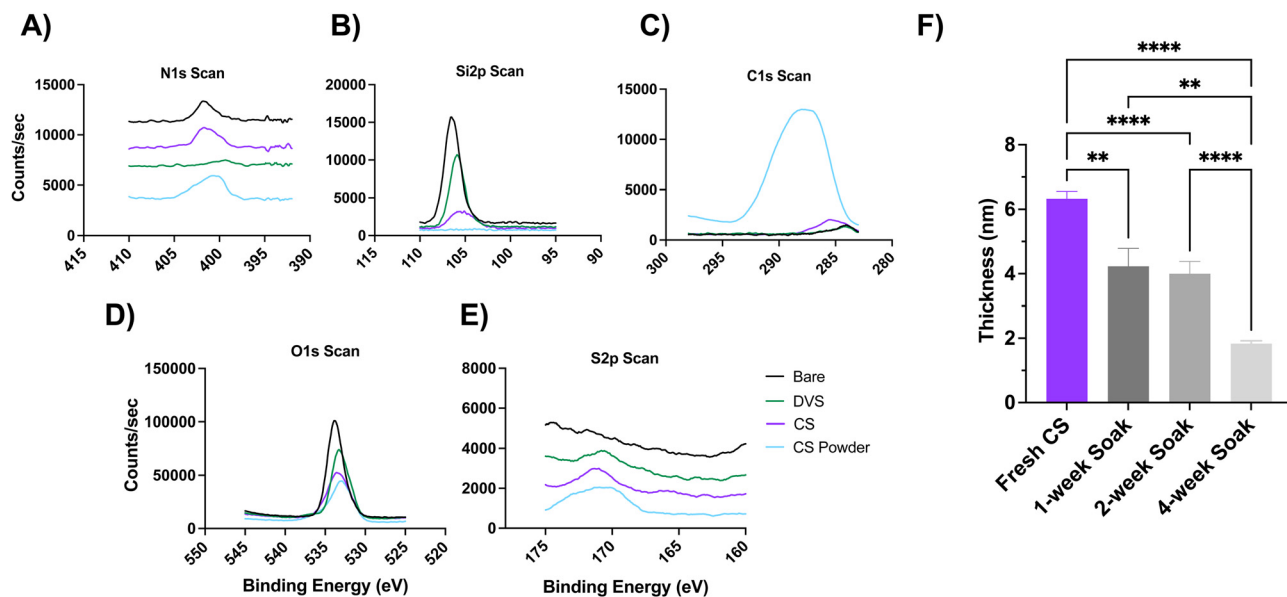 A)
N1s Scan
15000
10000
5000
0
415
410
405
400
395
390
Counts/sec
B)
Si2p Scan
20000
15000
10000
5000
0
115
110
105
100
95
90
C)
C1s Scan
15000
10000
5000
0
300
295
290
285
280
D)
O1s Scan
150000
100000
50000
0
550
545
540
535
530
525
520
Counts/sec
Binding Energy (eV)
E)
S2p Scan
8000
6000
4000
2000
0
175
170
165
160
Binding Energy (eV)
Bare
DVS
CS
CS Powder
F)
****
**
****
**
****
8
6
4
2
0
Thickness (nm)
Fresh CS
1-week Soak
2-week Soak
4-week Soak